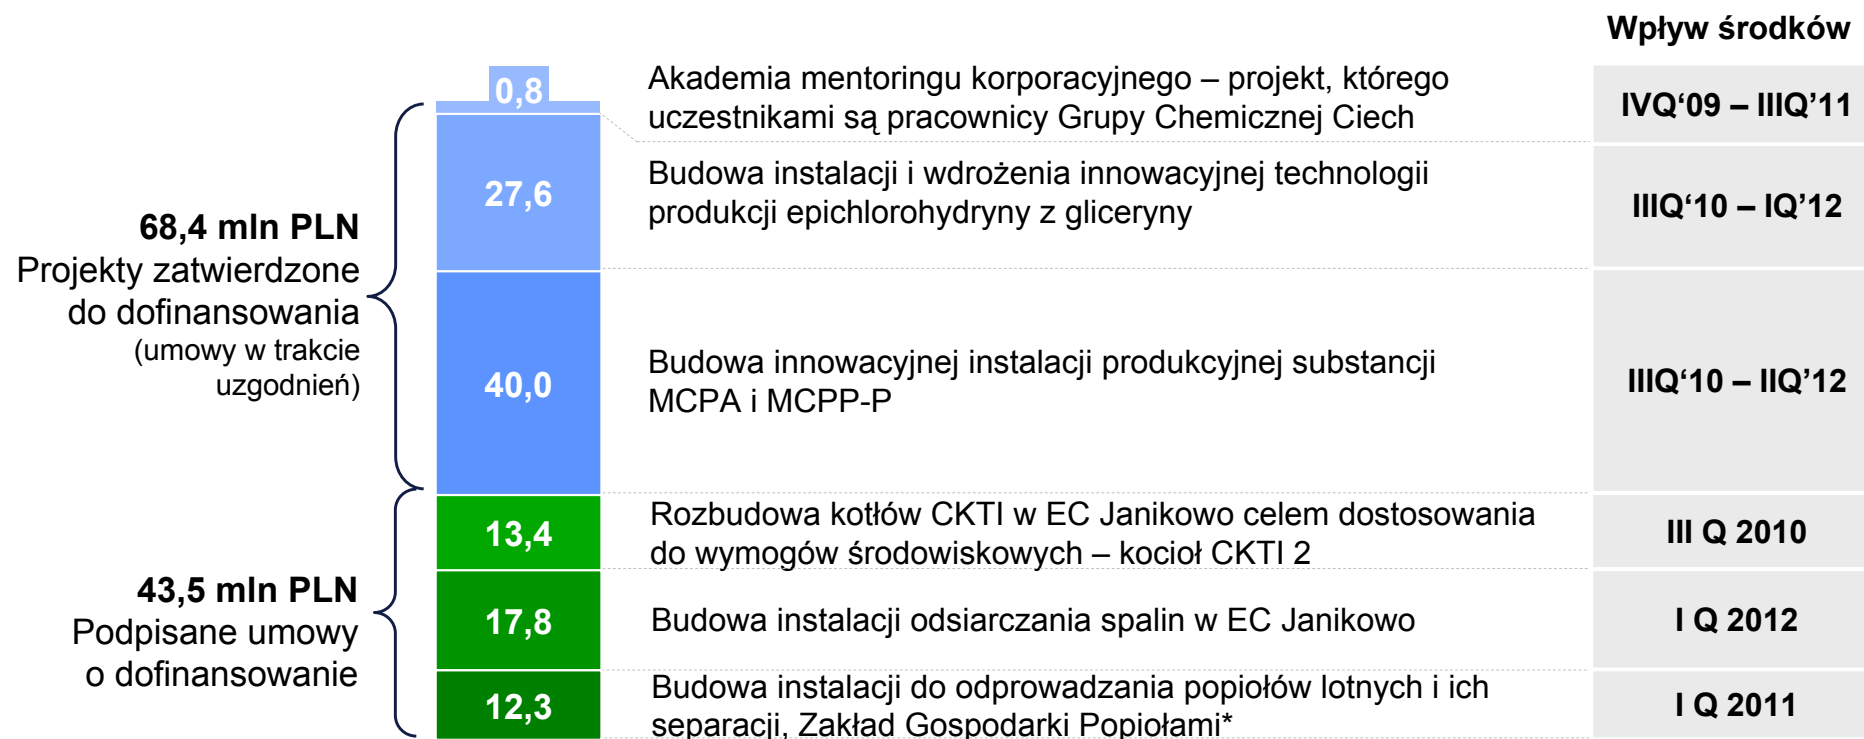 Wpływ środków
0,8
Akademia mentoringu korporacyjnego – projekt, którego
uczestnikami są pracownicy Grupy Chemicznej Ciech
IVQ‘09 – IIIQ’11
27,6
Budowa instalacji i wdrożenia innowacyjnej technologii
produkcji epichlorohydryny z gliceryny
IIIQ‘10 – IQ’12
68,4 mln PLN
Projekty zatwierdzone
do dofinansowania
(umowy w trakcie
uzgodnień)
40,0
Budowa innowacyjnej instalacji produkcyjnej substancji
MCPA i MCPP-P
IIIQ‘10 – IIQ’12
13,4
Rozbudowa kotłów CKTI w EC Janikowo celem dostosowania
do wymogów środowiskowych – kocioł CKTI 2
III Q 2010
43,5 mln PLN
Podpisane umowy
o dofinansowanie
17,8
Budowa instalacji odsiarczania spalin w EC Janikowo
I Q 2012
12,3
Budowa instalacji do odprowadzania popiołów lotnych i ich
separacji, Zakład Gospodarki Popiołami*
I Q 2011